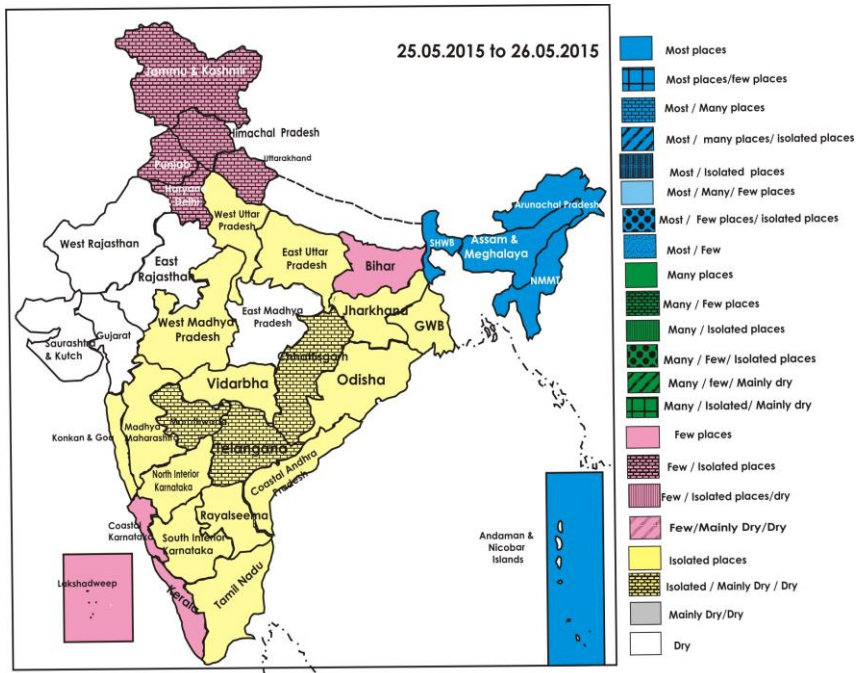 25.05.2015 to 26.05.2015
Jammu & Kashmir
Himachal Pradesh
Uttarakhand
Punjab
Haryana
Delhi
West Rajasthan
East
Rajasthan
West Uttar
Pradesh
East Uttar
Pradesh
Bihar
SHWB
Assam &
Meghalaya
Arunachal Pradesh
NMMT
Saurashtra
& Kutch
Gujarat
West Madhya
Pradesh
East Madhya
Pradesh
Jharkhand
GWB
Chhattisgarh
Odisha
Vidarbha
Konkan & Goa
Madhya
Maharashtra
Telangana
North Interior
Karnataka
Coastal Andhra
Pradesh
Rayalseema
Coastal
Karnataka
South Interior
Karnataka
Tamil Nadu
Kerala
Lakshadweep
Andaman &
Nicobar
Islands
Most places
Most places/few places
Most / Many places
Most / many places/ isolated places
Most / Isolated places
Most / Many/ Few places
Most / Few places/ isolated places
Most / Few
Many places
Many / Few places
Many / Isolated places
Many / Few/ Isolated places
Many / few/ Mainly dry
Many / Isolated/ Mainly dry
Few places
Few / Isolated places
Few / Isolated places/dry
Few/Mainly Dry/Dry
Isolated places
Isolated / Mainly Dry / Dry
Mainly Dry/Dry
Dry